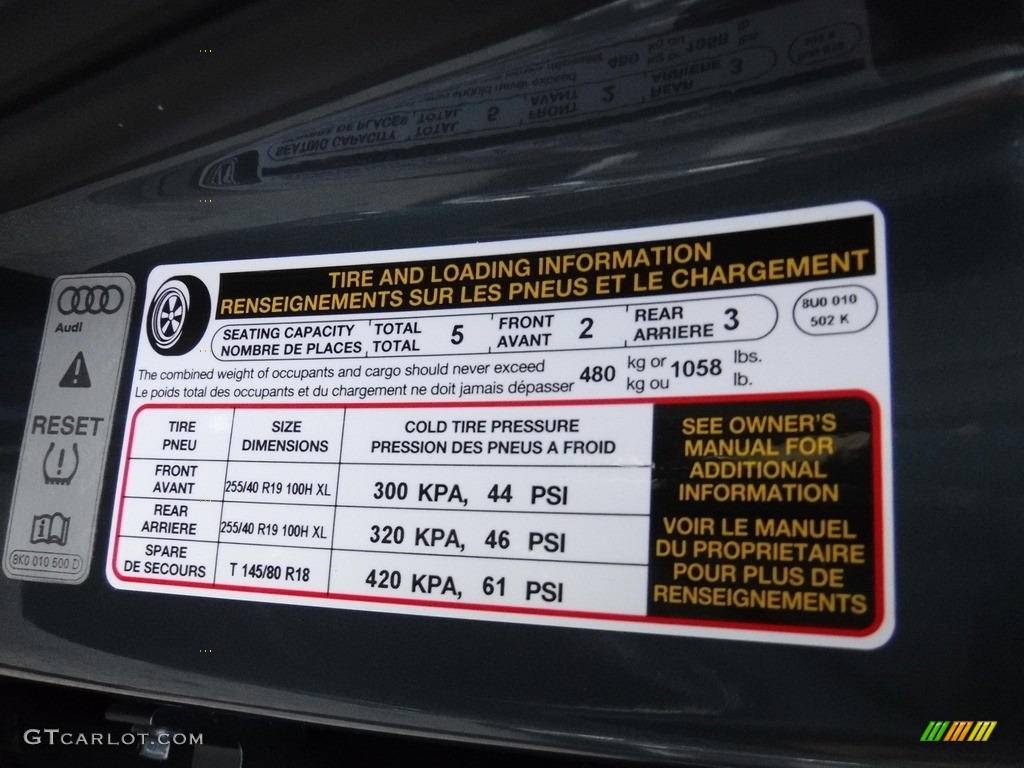 TIRE AND LOADING INFORMATION
RENSEIGNEMENTS SUR LES PNEUS ET LE CHARGEMENT
SEATING CAPACITY TOTAL 5 FRONT 2 REAR 3
NOMBRE DE PLACES TOTAL AVANT ARRIERE
8U0 010
502 K
The combined weight of occupants and cargo should never exceed 480 kg or 1058 lbs.
Le poids total des occupants et du chargement ne doit jamais dépasser kg ou lb.
TIRE SIZE COLD TIRE PRESSURE
PNEU DIMENSIONS PRESSION DES PNEUS A FROID
FRONT
AVANT 255/40 R19 100H XL 300 KPA, 44 PSI
REAR
ARRIERE 255/40 R19 100H XL 320 KPA, 46 PSI
SPARE
DE SECOURS T 145/80 R18 420 KPA, 61 PSI
SEE OWNER'S
MANUAL FOR
ADDITIONAL
INFORMATION
VOIR LE MANUEL
DU PROPRIETAIRE
POUR PLUS DE
RENSEIGNEMENTS
Audi
RESET
8K0 010 500 D
GTCARLOT.COM